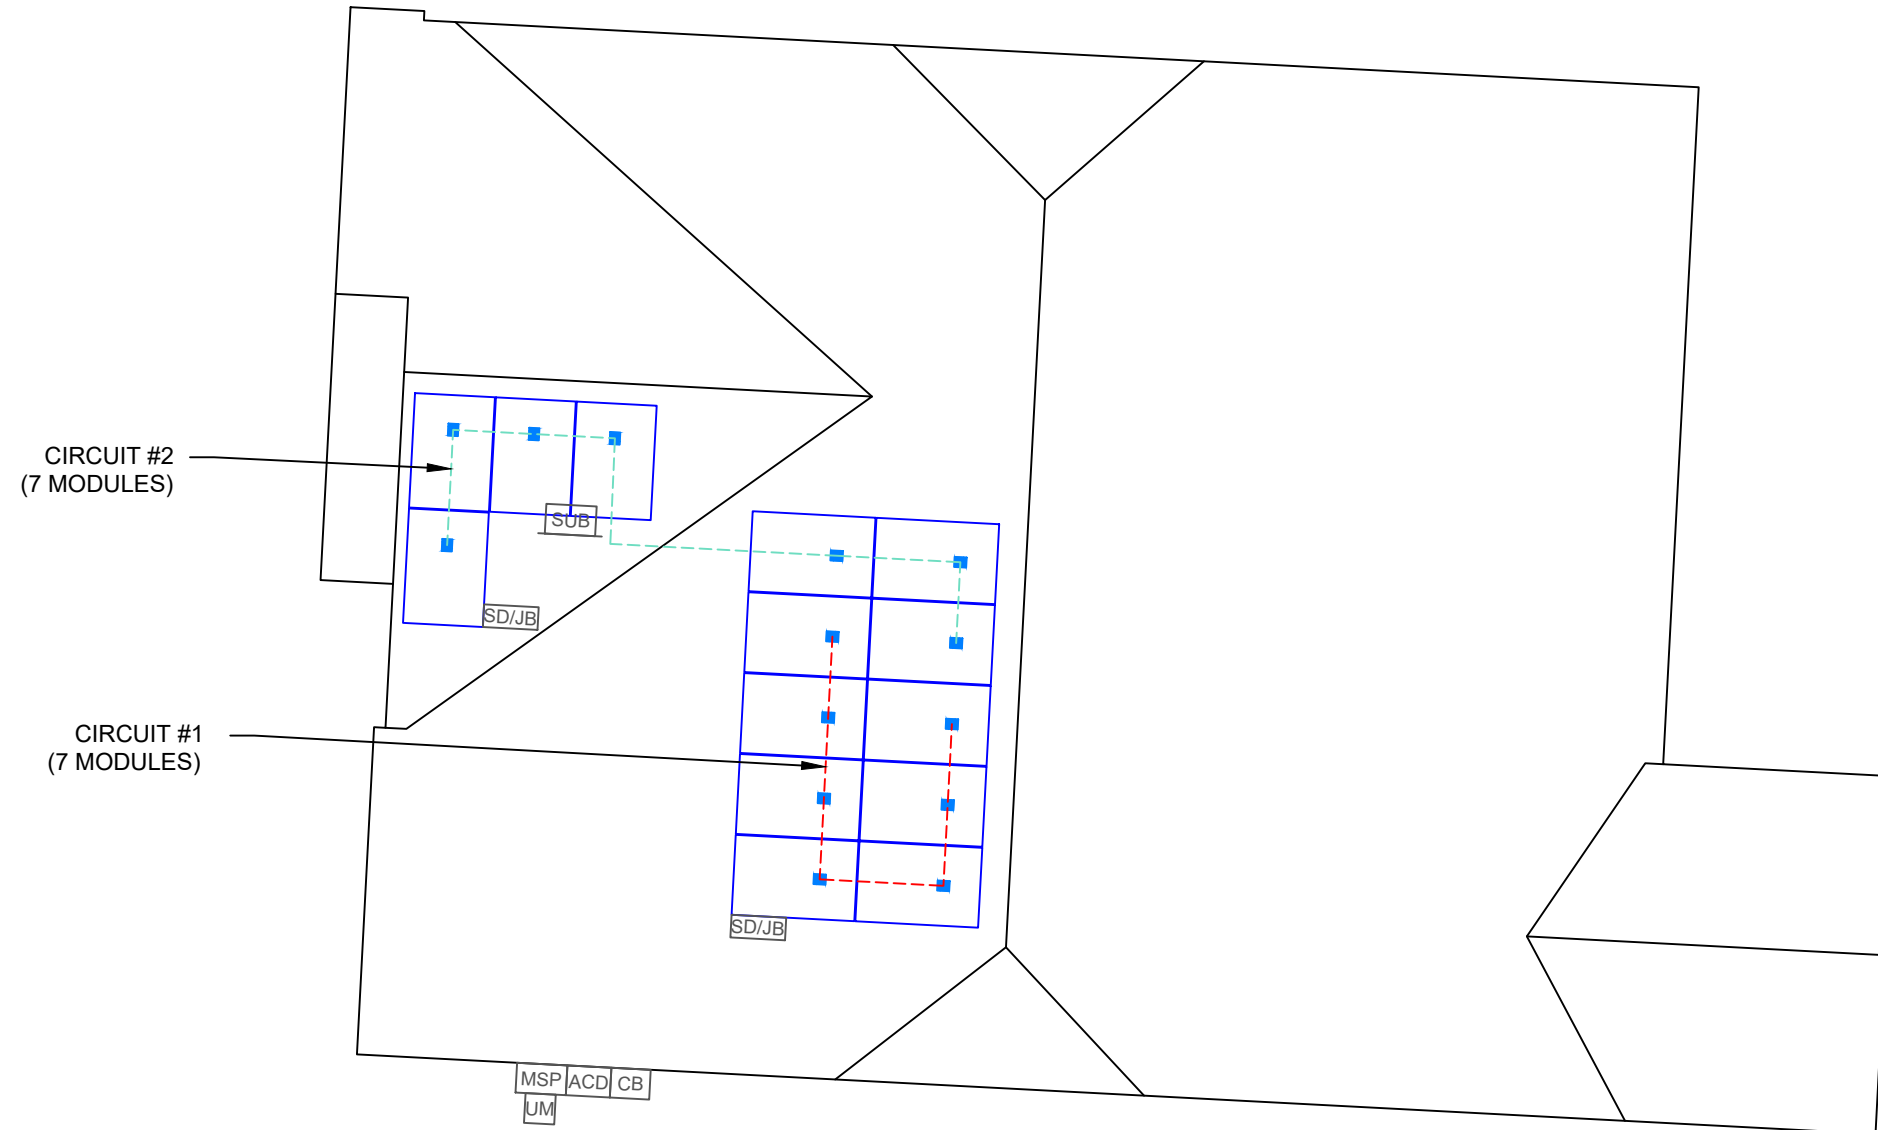 CIRCUIT #2
(7 MODULES)
SUB
SD/JB
CIRCUIT #1
(7 MODULES)
SD/JB
MSP
ACD
CB
UM